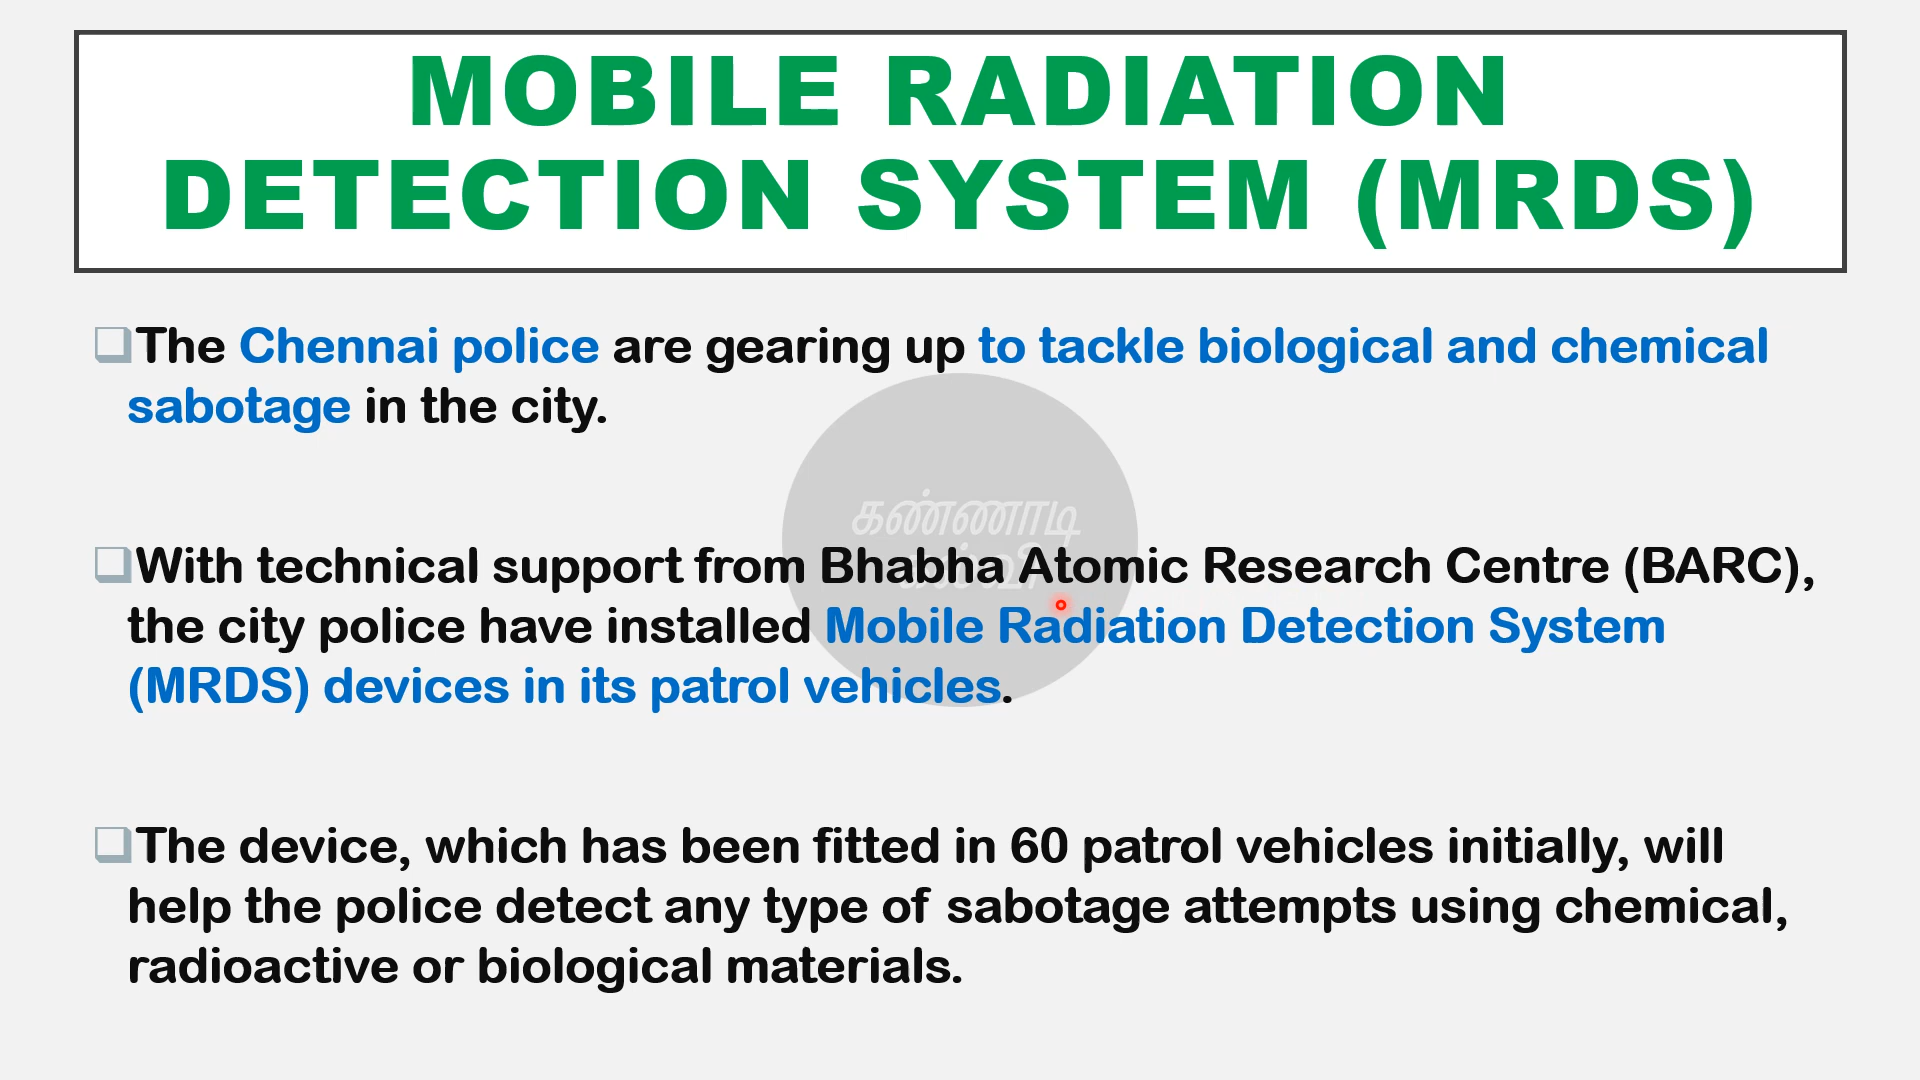 MOBILE RADIATION
DETECTION SYSTEM (MRDS)
The Chennai police are gearing up to tackle biological and chemical
sabotage in the city.
கண்ணாடி
With technical support from Bhabha Atomic Research Centre (BARC),
the city police have installed Mobile Radiation Detection System
(MRDS) devices in its patrol vehicles.
The device, which has been fitted in 60 patrol vehicles initially, will
help the police detect any type of sabotage attempts using chemical,
radioactive or biological materials.